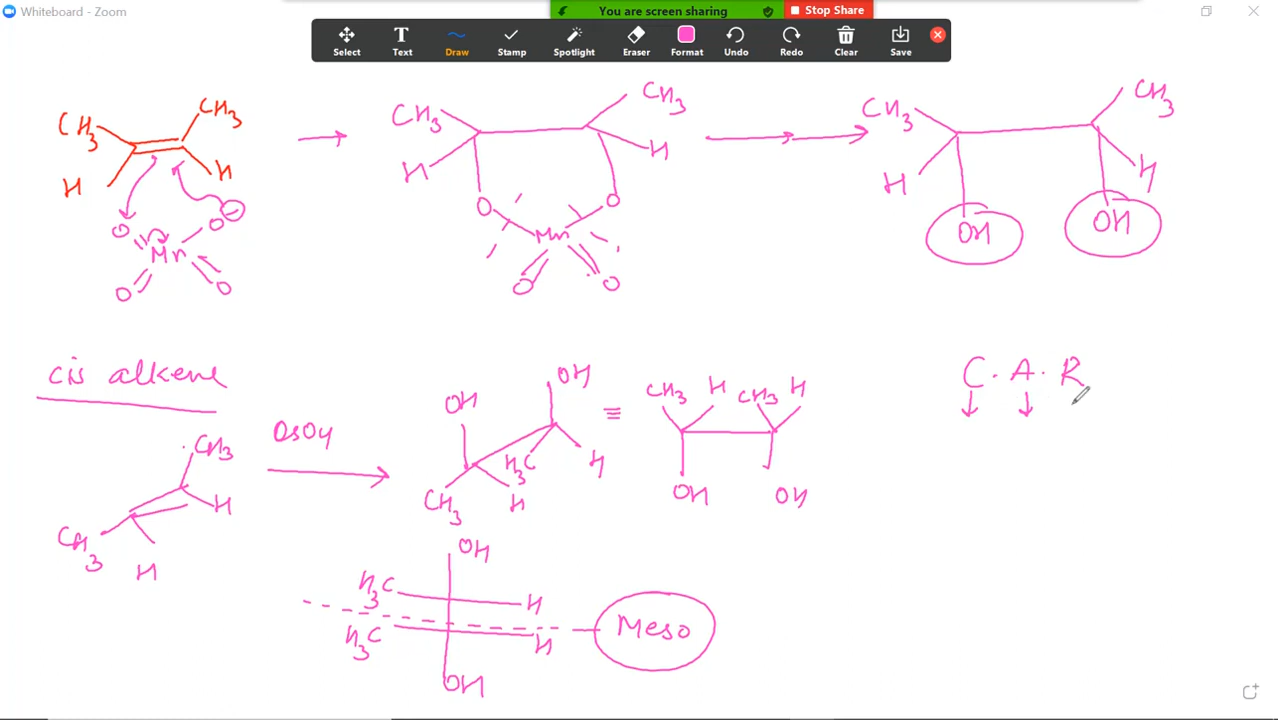 Whiteboard - Zoom
You are screen sharing
Stop Share
Select Text Draw Stamp Spotlight Eraser Format Undo Redo Clear Save
CH3 CH3
H H
O O −
Mn
O O
CH3 CH3
H H
O O
Mn
O O
CH3 CH3
H H
OH OH
cis alkene
CH3
CH3 H
H
OsO4
OH OH
H3C H
CH3 H
≡
CH3 H CH3 H
OH OH
C · A · R
OH
H3C H
H3C H
OH
Meso